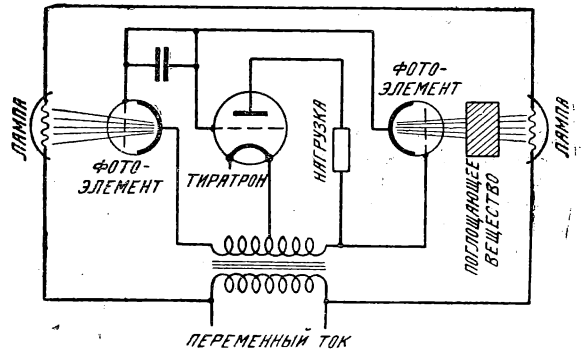 ЛАМПА
ФОТО-
ЭЛЕМЕНТ
ТИРАТРОН
НАГРУЗКА
ФОТО-
ЭЛЕМЕНТ
ПОГЛОЩАЮЩЕЕ
ВЕЩЕСТВО
ЛАМПА
ПЕРЕМЕННЫЙ ТОК